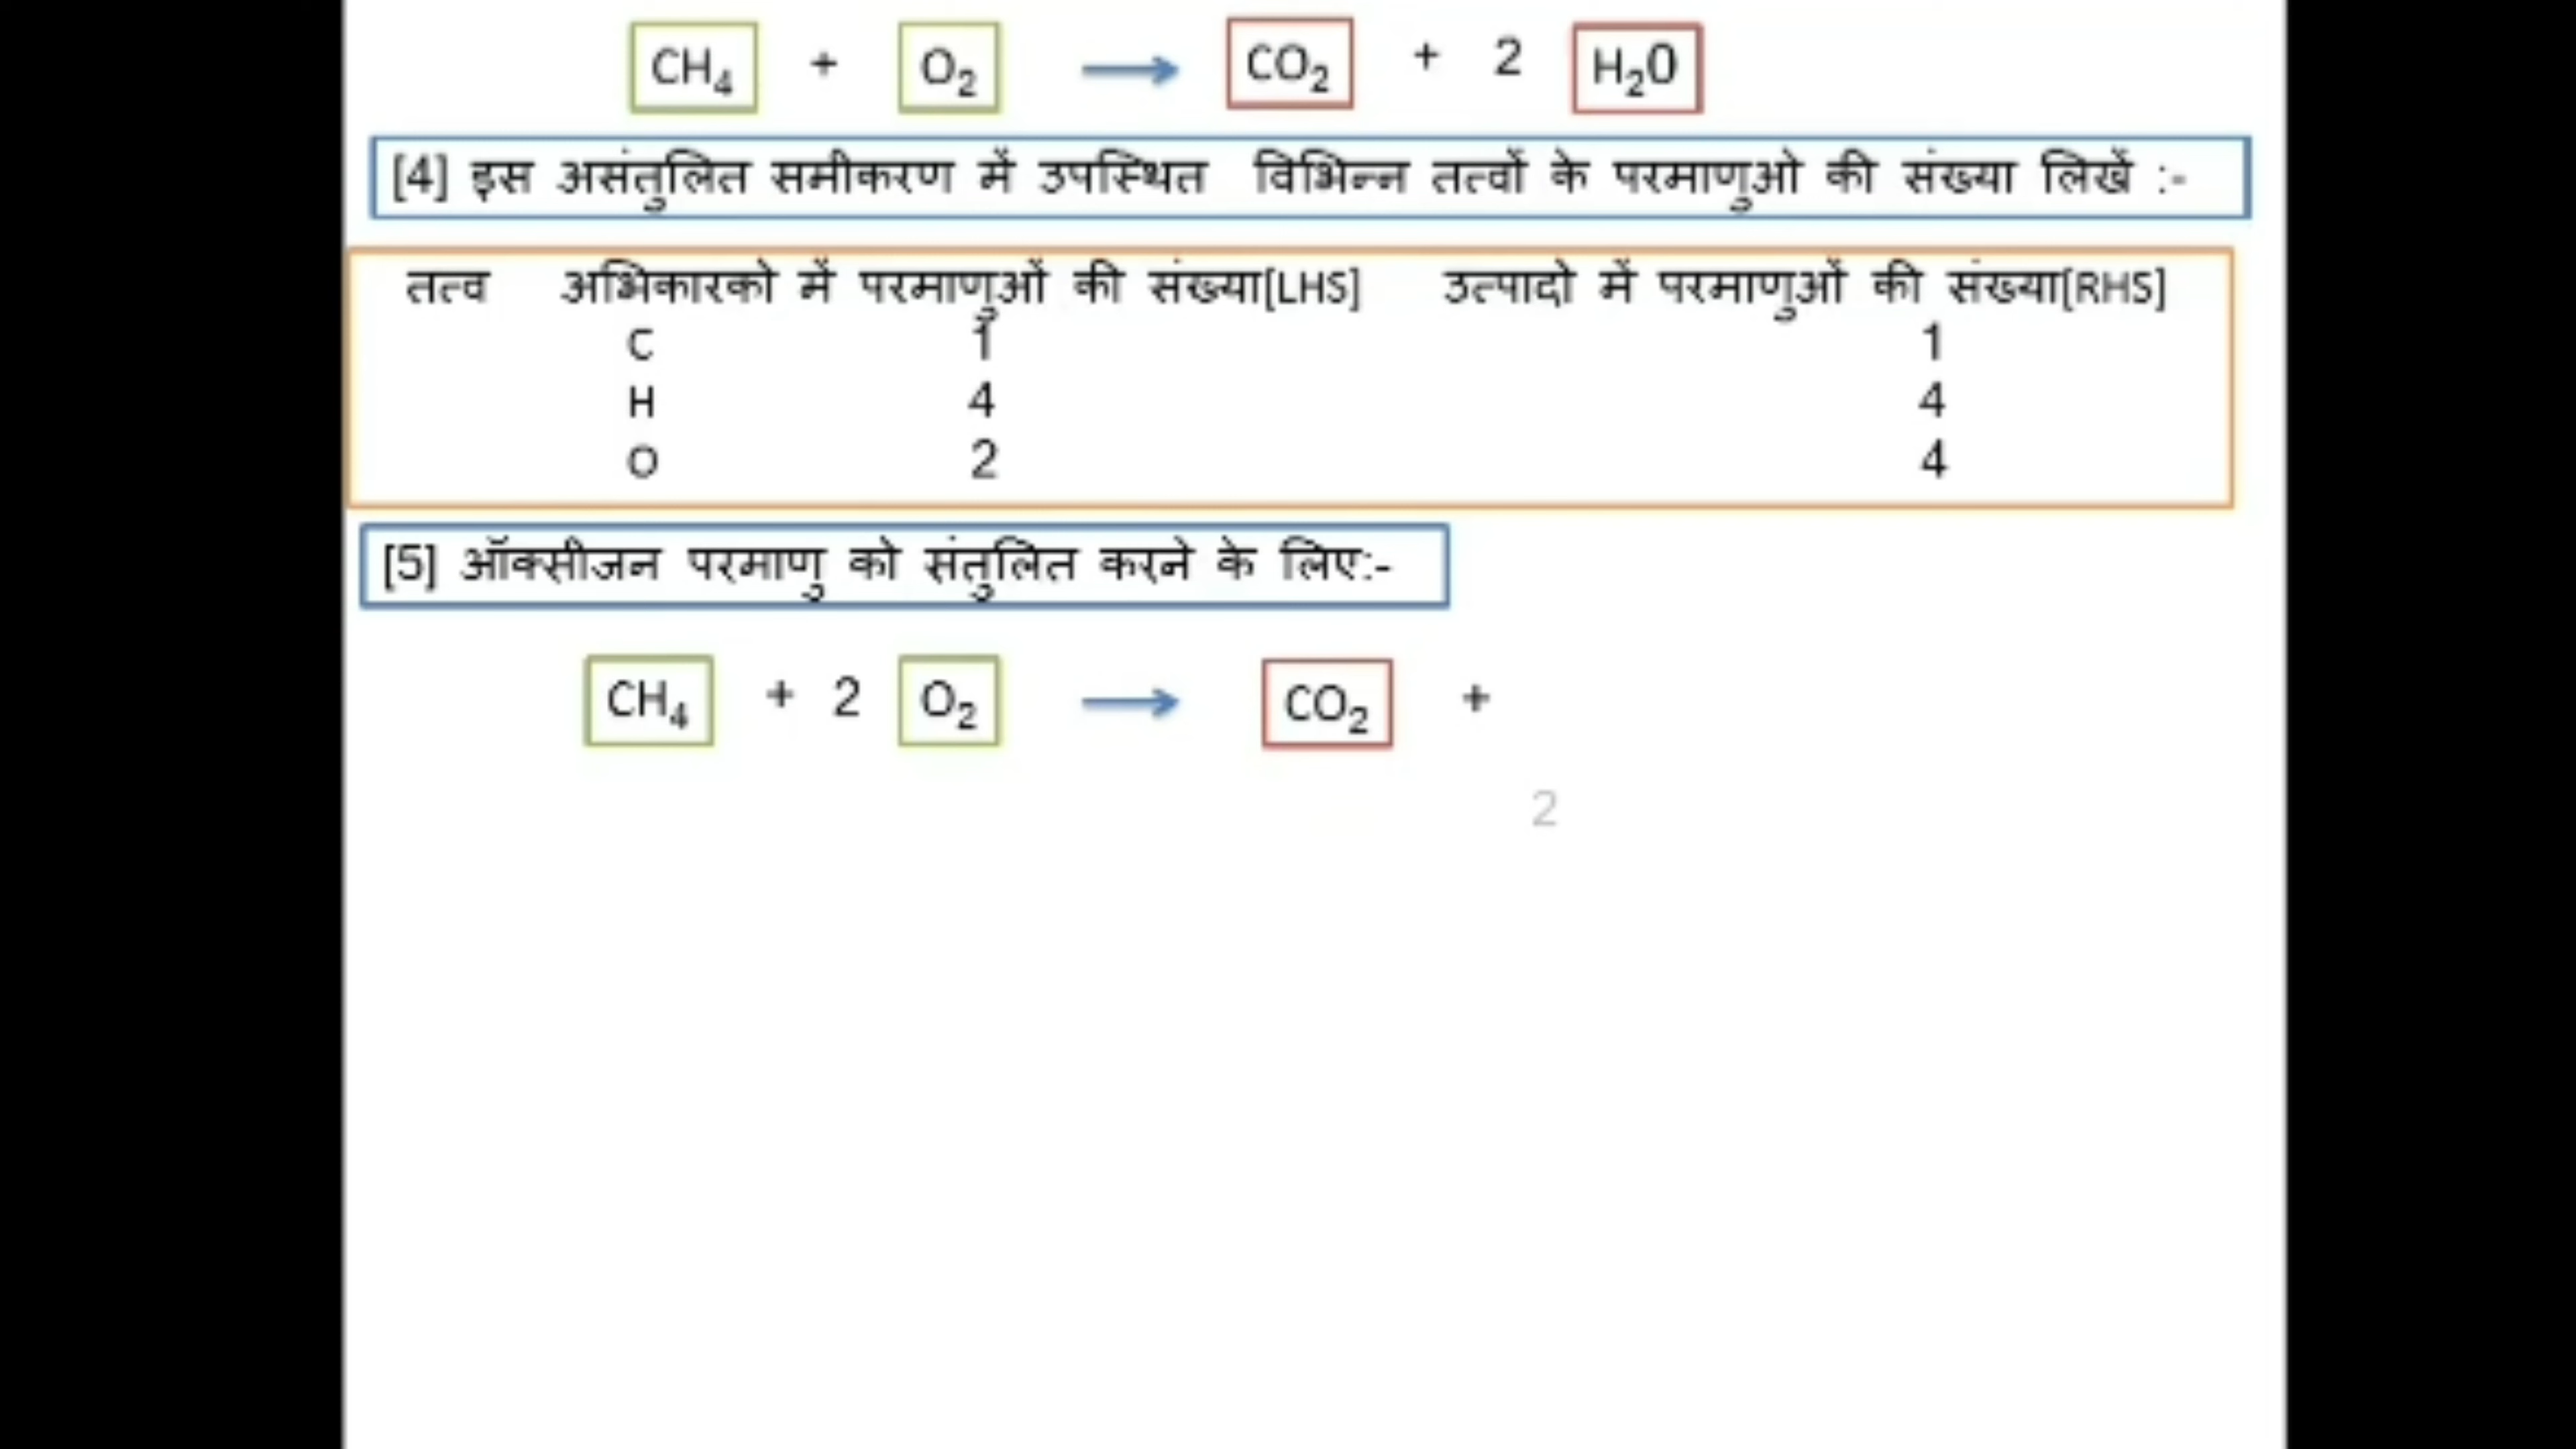 CH₄ + O₂ → CO₂ + 2 H₂0
[4] इस असंतुलित समीकरण में उपस्थित विभिन्न तत्वों के परमाणुओ की संख्या लिखें :-
तत्व अभिकारको में परमाणुओं की संख्या[LHS] उत्पादो में परमाणुओं की संख्या[RHS]
C 1 1
H 4 4
O 2 4
[5] ऑक्सीजन परमाणु को संतुलित करने के लिए:-
CH₄ + 2 O₂ → CO₂ +
2